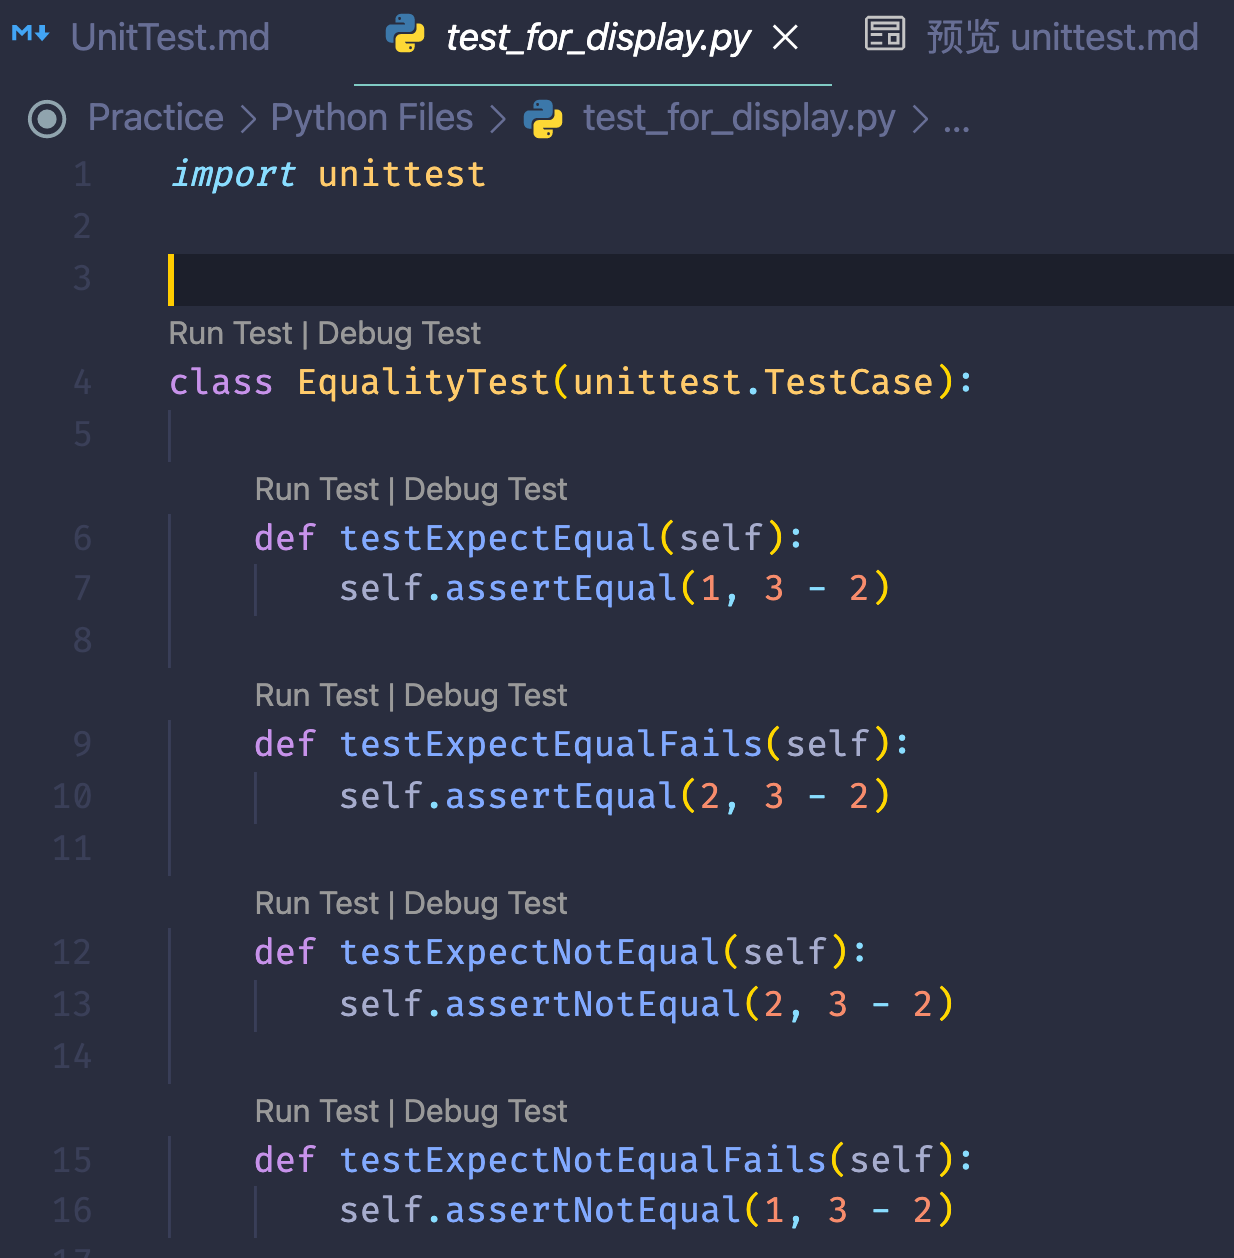 UnitTest.md test_for_display.py 预览 unittest.md
Practice > Python Files > test_for_display.py > ...
1 import unittest
2
3
Run Test | Debug Test
4 class EqualityTest(unittest.TestCase):
5
Run Test | Debug Test
6 def testExpectEqual(self):
7 self.assertEqual(1, 3 - 2)
8
Run Test | Debug Test
9 def testExpectEqualFails(self):
10 self.assertEqual(2, 3 - 2)
11
Run Test | Debug Test
12 def testExpectNotEqual(self):
13 self.assertNotEqual(2, 3 - 2)
14
Run Test | Debug Test
15 def testExpectNotEqualFails(self):
16 self.assertNotEqual(1, 3 - 2)
17